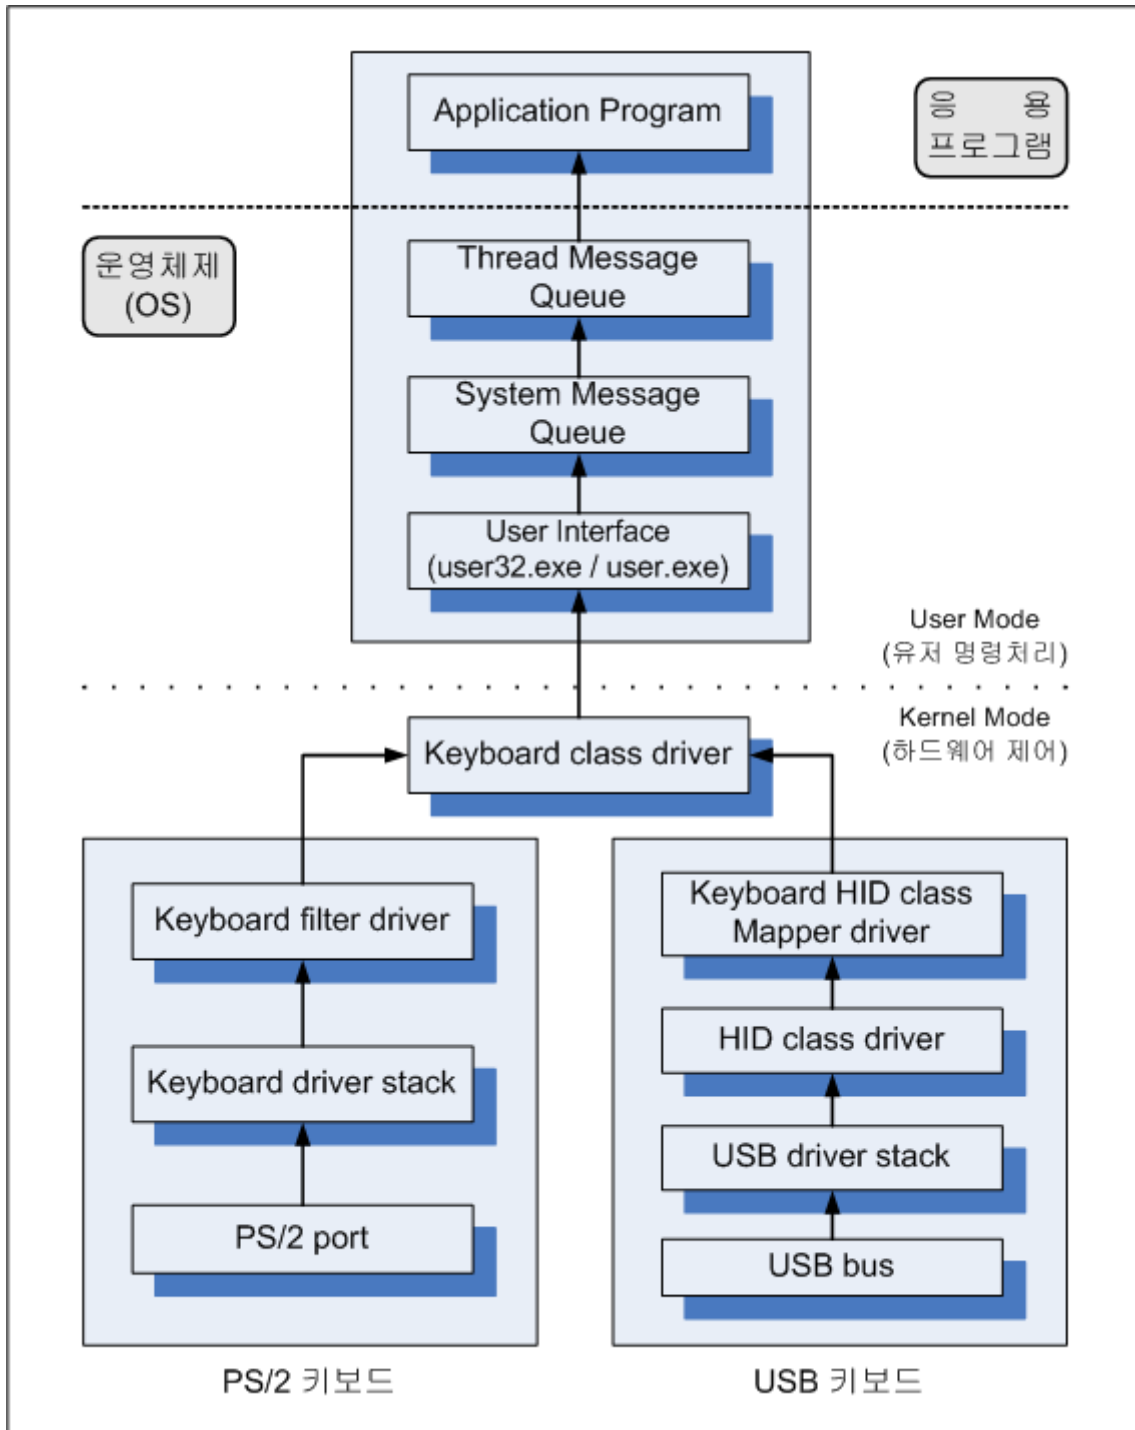 Application Program
응 용
프로그램
운영체제
(OS)
Thread Message
Queue
System Message
Queue
User Interface
(user32.exe / user.exe)
User Mode
(유저 명령처리)
Kernel Mode
(하드웨어 제어)
Keyboard class driver
Keyboard filter driver
Keyboard driver stack
PS/2 port
PS/2 키보드
Keyboard HID class
Mapper driver
HID class driver
USB driver stack
USB bus
USB 키보드